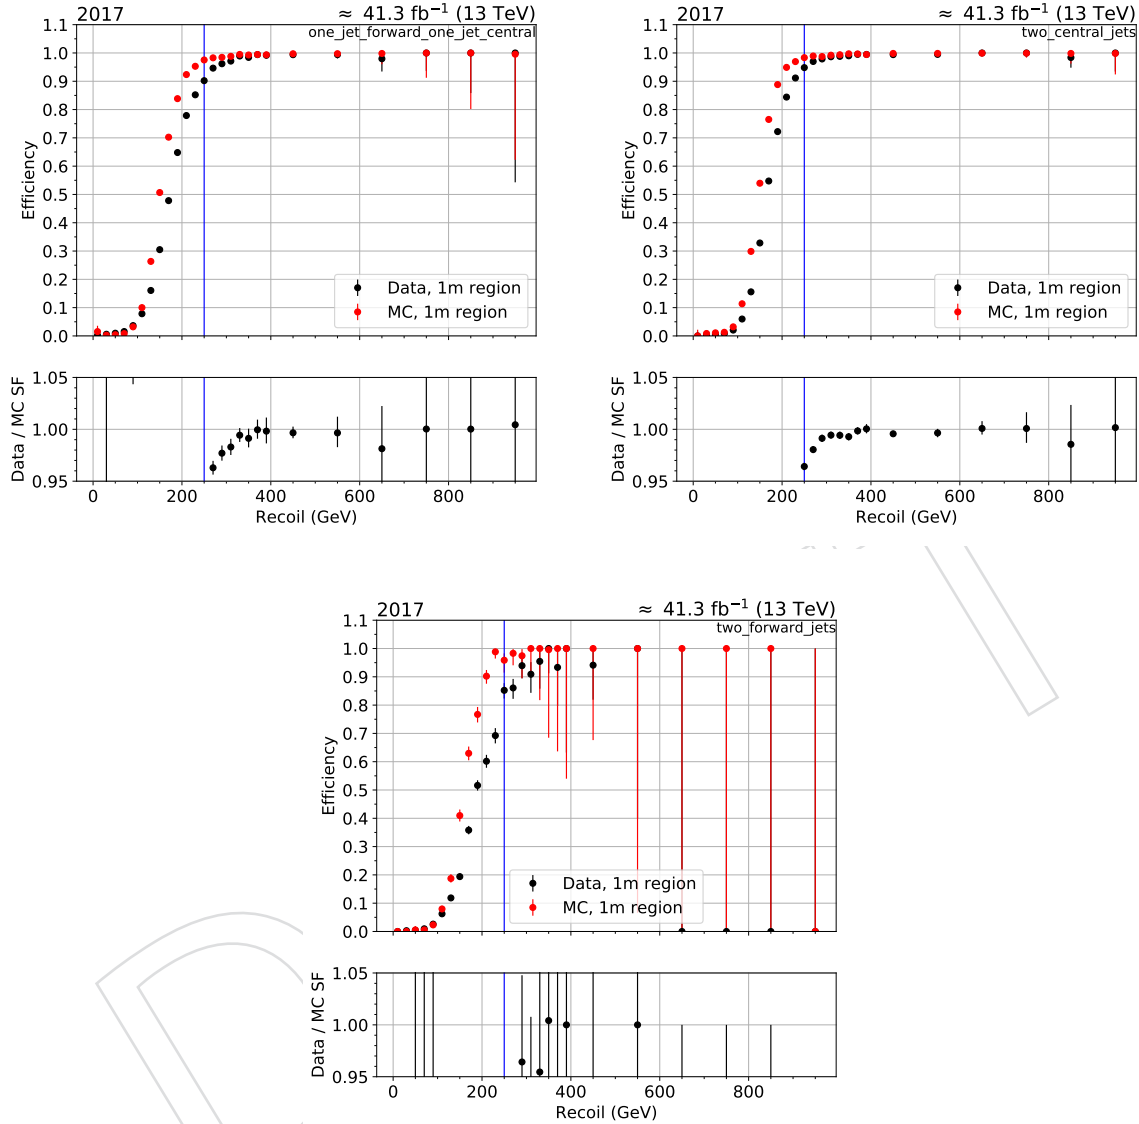 2017 ≈ 41.3 fb⁻¹ (13 TeV)
one_jet_forward_one_jet_central
1.1
1.0
0.9
0.8
0.7
0.6
0.5
0.4
0.3
0.2
0.1
0.0
Efficiency
Data, 1m region
MC, 1m region
1.05
1.00
0.95
Data / MC SF
0 200 400 600 800
Recoil (GeV)
2017 ≈ 41.3 fb⁻¹ (13 TeV)
two_central_jets
1.1
1.0
0.9
0.8
0.7
0.6
0.5
0.4
0.3
0.2
0.1
0.0
Efficiency
Data, 1m region
MC, 1m region
1.05
1.00
0.95
Data / MC SF
0 200 400 600 800
Recoil (GeV)
2017 ≈ 41.3 fb⁻¹ (13 TeV)
two_forward_jets
1.1
1.0
0.9
0.8
0.7
0.6
0.5
0.4
0.3
0.2
0.1
0.0
Efficiency
Data, 1m region
MC, 1m region
1.05
1.00
0.95
Data / MC SF
0 200 400 600 800
Recoil (GeV)